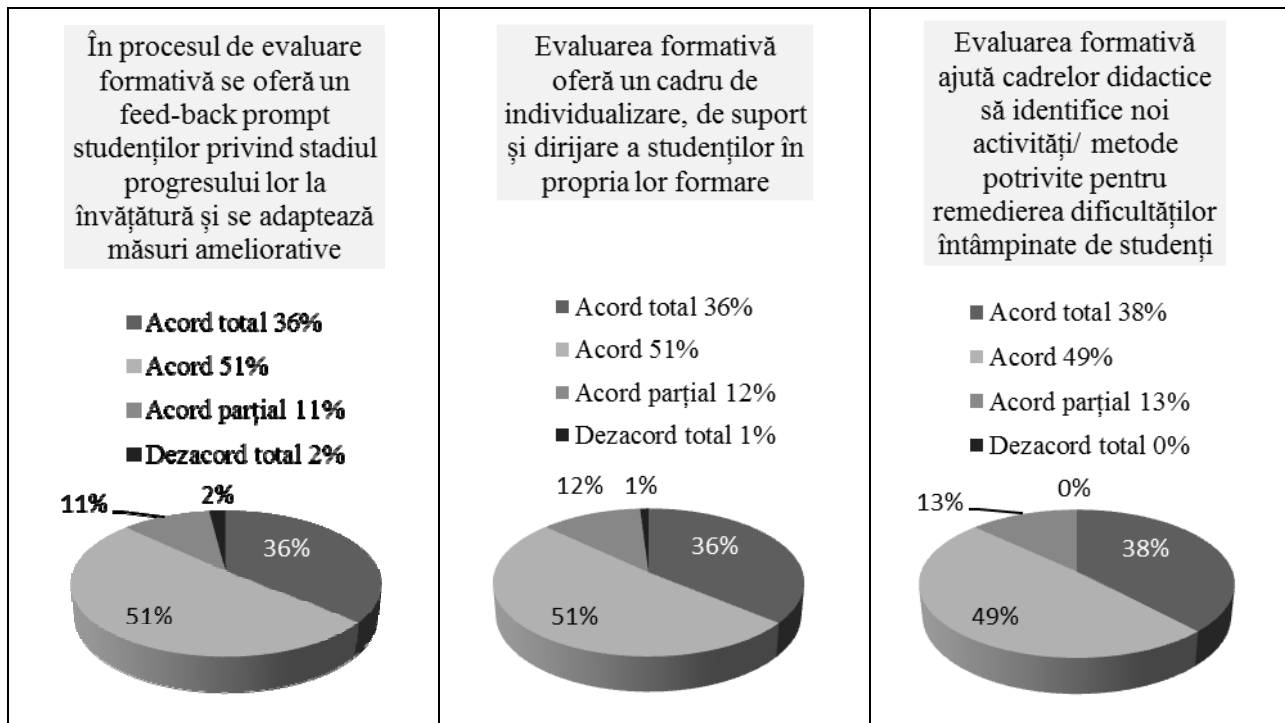 În procesul de evaluare
formativă se oferă un
feed-back prompt
studenților privind stadiul
progresului lor la
învățătură și se adaptează
măsuri ameliorative
Acord total 36%
Acord 51%
Acord parțial 11%
Dezacord total 2%
11%
2%
36%
51%
Evaluarea formativă
oferă un cadru de
individualizare, de suport
și dirijare a studenților în
propria lor formare
Acord total 36%
Acord 51%
Acord parțial 12%
Dezacord total 1%
12%
1%
36%
51%
Evaluarea formativă
ajută cadrelor didactice
să identifice noi
activități/ metode
potrivite pentru
remedierea dificultăților
întâmpinate de studenți
Acord total 38%
Acord 49%
Acord parțial 13%
Dezacord total 0%
13%
0%
38%
49%